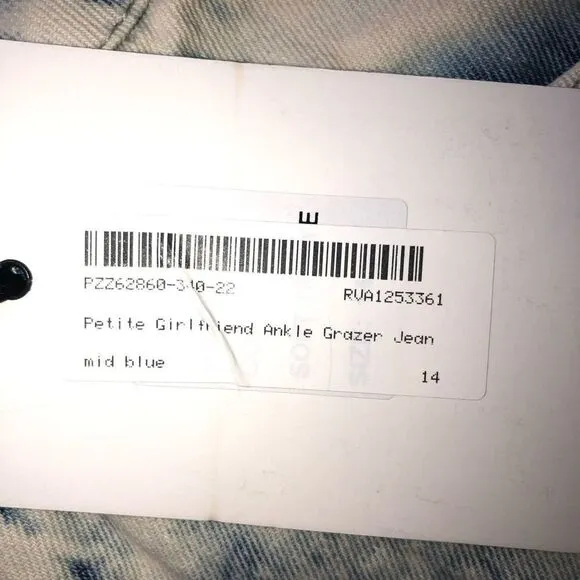 E
PZZ62860-340-22 RVA1253361
Petite Girlfriend Ankle Grazer Jean
mid blue 14